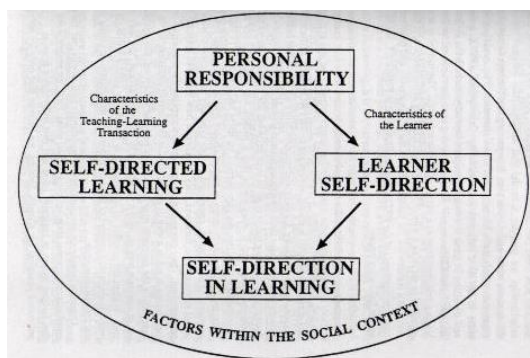 PERSONAL
RESPONSIBILITY
Characteristics
of the
Teaching-Learning
Transaction
Characteristics of
the Learner
SELF-DIRECTED
LEARNING
LEARNER
SELF-DIRECTION
SELF-DIRECTION
IN LEARNING
FACTORS WITHIN THE SOCIAL CONTEXT